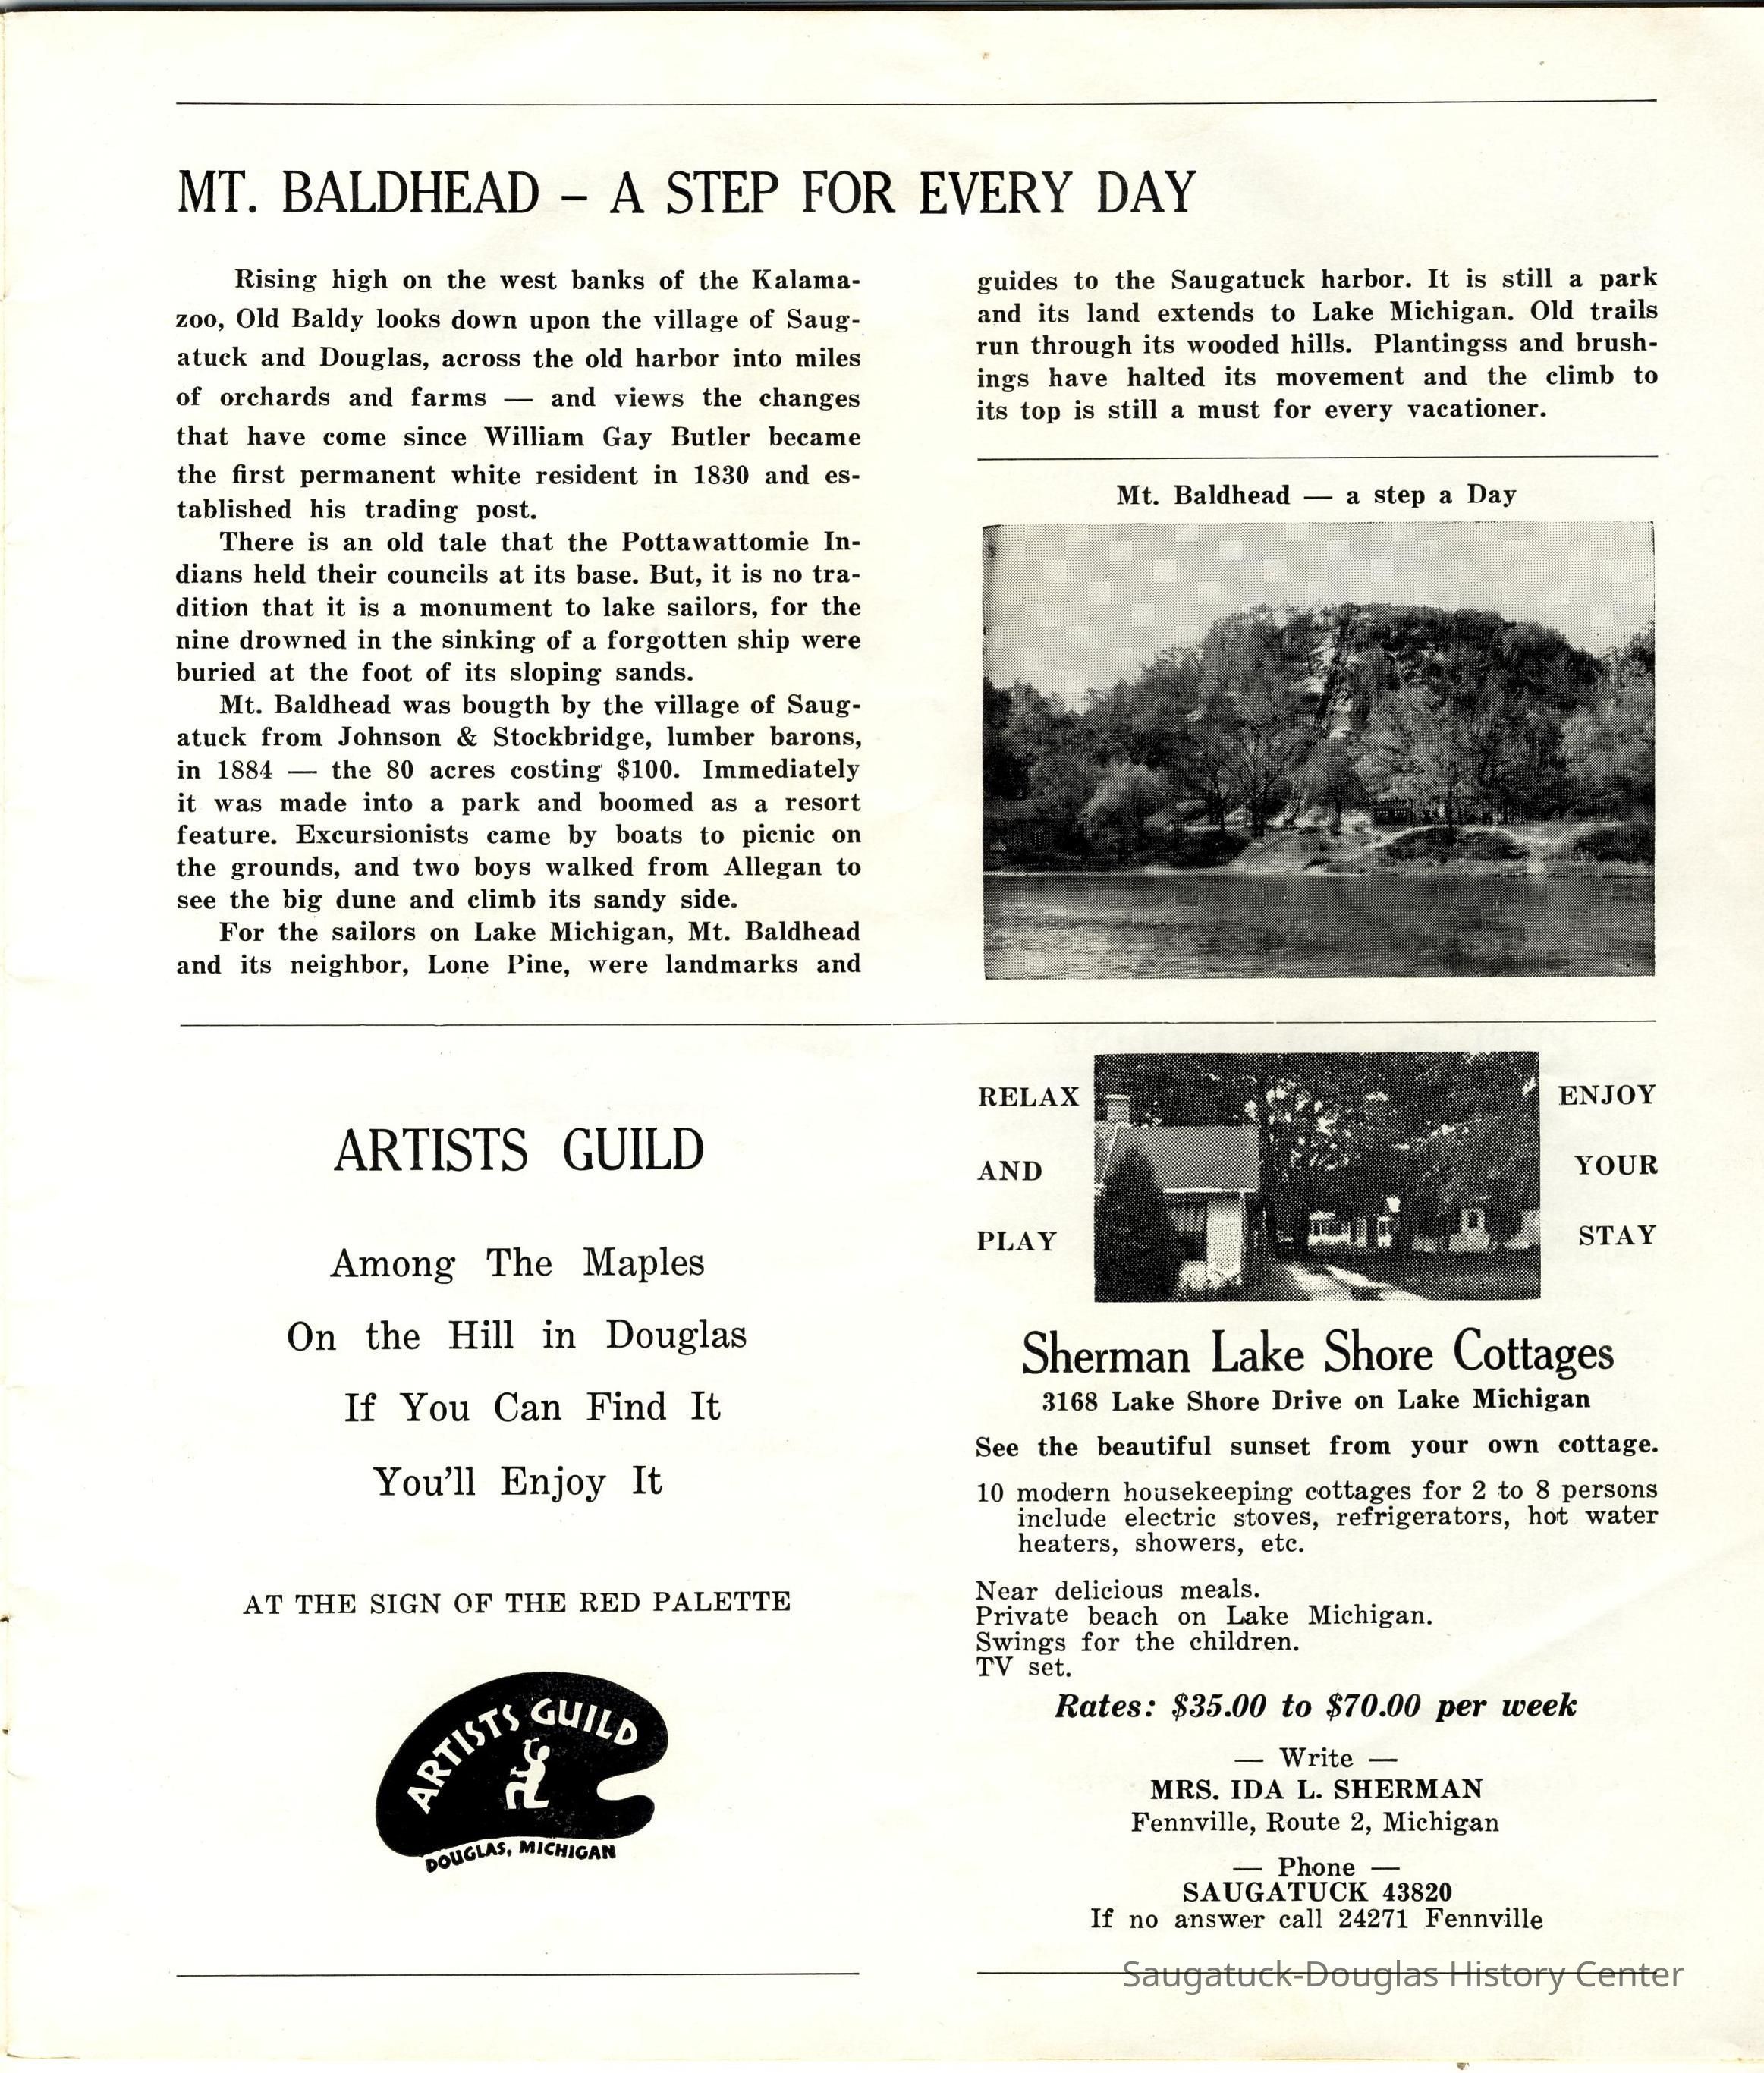 MT. BALDHEAD – A STEP FOR EVERY DAY
Rising high on the west banks of the Kalama-
zoo, Old Baldy looks down upon the village of Saug-
atuck and Douglas, across the old harbor into miles
of orchards and farms — and views the changes
that have come since William Gay Butler became
the first permanent white resident in 1830 and es-
tablished his trading post.
There is an old tale that the Pottawattomie In-
dians held their councils at its base. But, it is no tra-
dition that it is a monument to lake sailors, for the
nine drowned in the sinking of a forgotten ship were
buried at the foot of its sloping sands.
Mt. Baldhead was bougth by the village of Saug-
atuck from Johnson & Stockbridge, lumber barons,
in 1884 — the 80 acres costing $100. Immediately
it was made into a park and boomed as a resort
feature. Excursionists came by boats to picnic on
the grounds, and two boys walked from Allegan to
see the big dune and climb its sandy side.
For the sailors on Lake Michigan, Mt. Baldhead
and its neighbor, Lone Pine, were landmarks and
guides to the Saugatuck harbor. It is still a park
and its land extends to Lake Michigan. Old trails
run through its wooded hills. Plantingss and brush-
ings have halted its movement and the climb to
its top is still a must for every vacationer.
Mt. Baldhead — a step a Day
ARTISTS GUILD
Among The Maples
On the Hill in Douglas
If You Can Find It
You'll Enjoy It
AT THE SIGN OF THE RED PALETTE
ARTISTS GUILD
DOUGLAS, MICHIGAN
RELAX
AND
PLAY
ENJOY
YOUR
STAY
Sherman Lake Shore Cottages
3168 Lake Shore Drive on Lake Michigan
See the beautiful sunset from your own cottage.
10 modern housekeeping cottages for 2 to 8 persons
include electric stoves, refrigerators, hot water
heaters, showers, etc.
Near delicious meals.
Private beach on Lake Michigan.
Swings for the children.
TV set.
Rates: $35.00 to $70.00 per week
— Write —
MRS. IDA L. SHERMAN
Fennville, Route 2, Michigan
— Phone —
SAUGATUCK 43820
If no answer call 24271 Fennville
Saugatuck-Douglas History Center